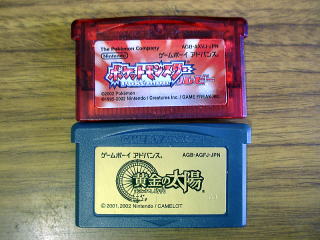 The Pokémon Company
AGB-AXVJ-JPN
Nintendo
ゲームボーイ アドバンス
ポケットモンスター
ルビー
©2002 Pokémon
©1995-2002 Nintendo / Creatures Inc. / GAME FREAK inc.
GAME BOY ADVANCE
ゲームボーイ アドバンス
AGB-AGFJ-JPN
黄金の太陽
©2001, 2002 Nintendo / CAMELOT